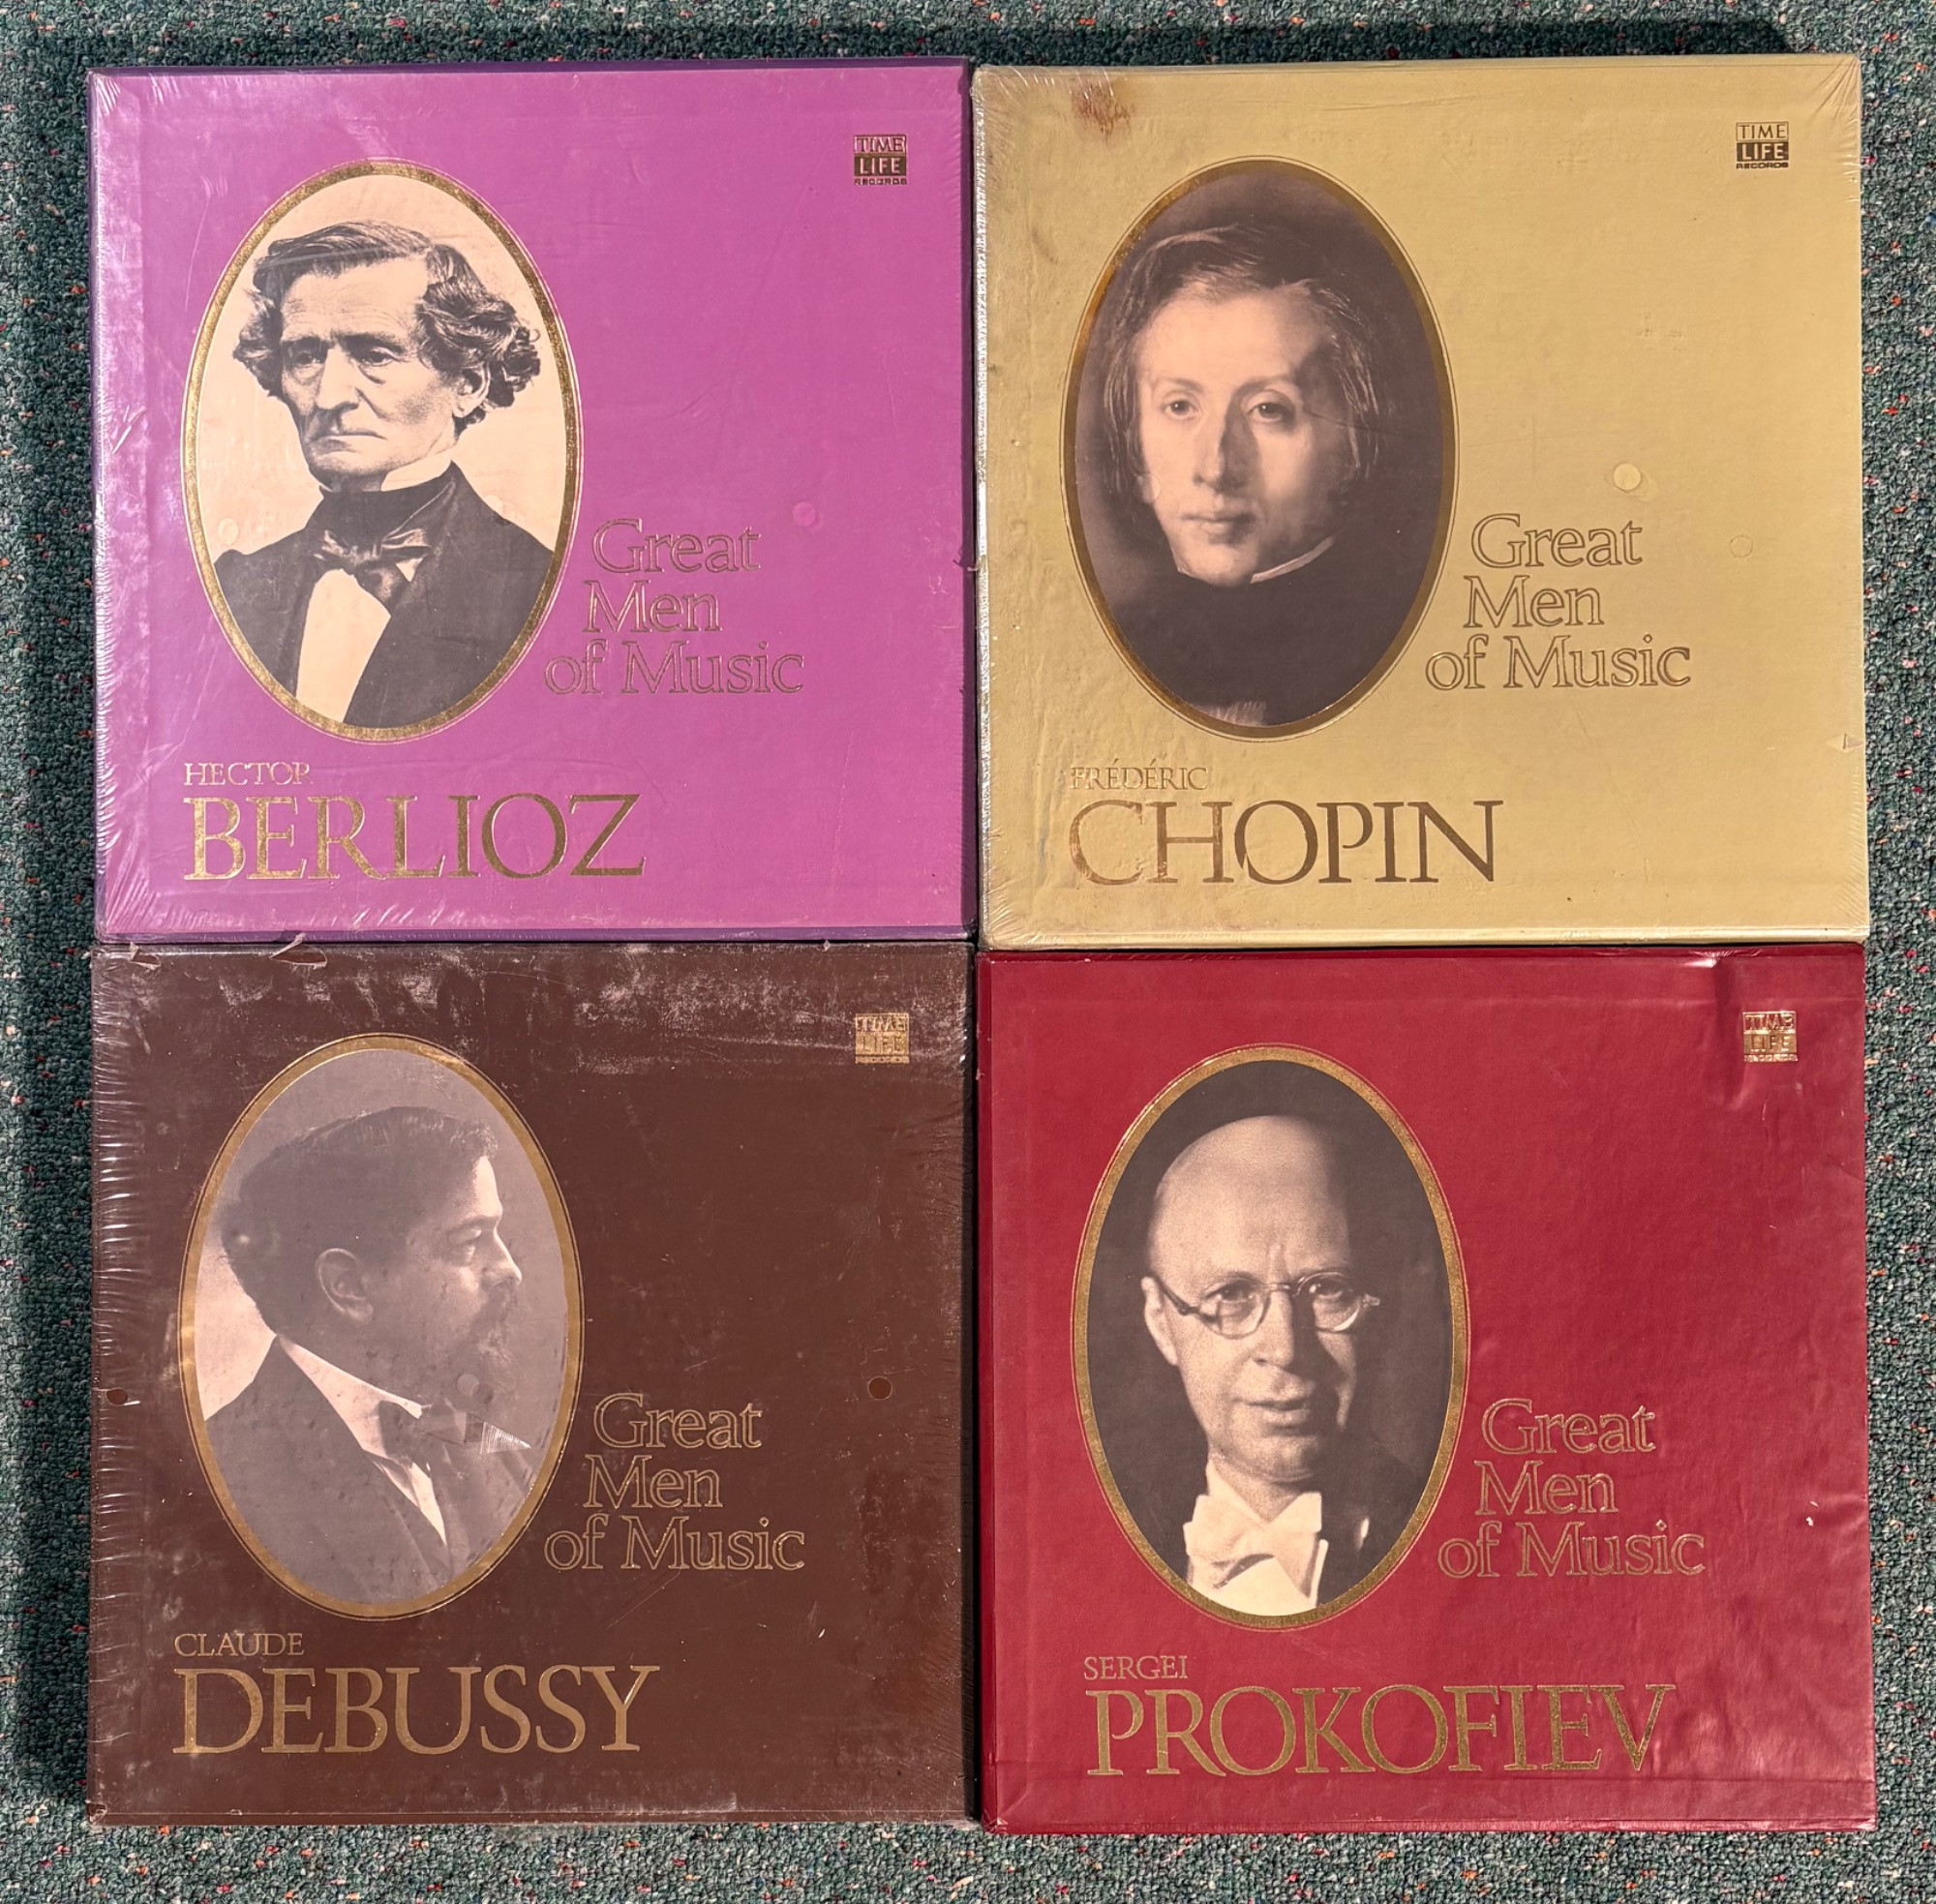 TIME
LIFE
RECORDS
Great
Men
of Music
HECTOR
BERLIOZ
TIME
LIFE
RECORDS
Great
Men
of Music
FRÉDÉRIC
CHOPIN
TIME
LIFE
RECORDS
Great
Men
of Music
CLAUDE
DEBUSSY
TIME
LIFE
RECORDS
Great
Men
of Music
SERGEI
PROKOFIEV